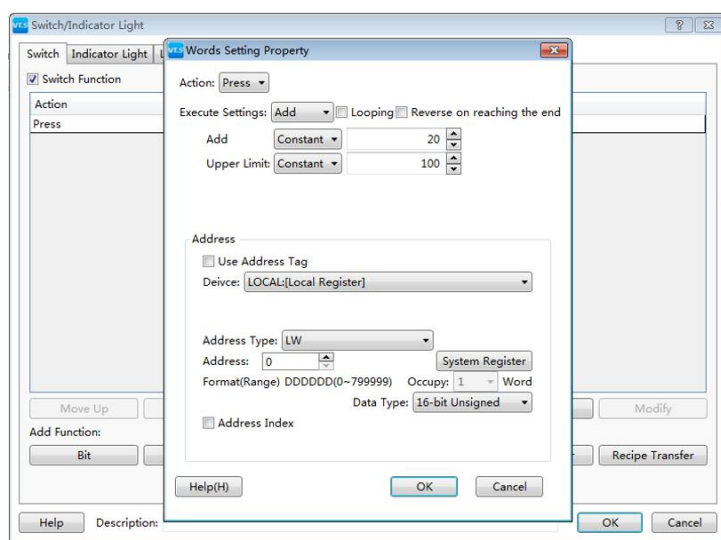 VT.S Switch/Indicator Light
Switch Indicator Light L
Switch Function
Action
Press
Move Up
Modify
Add Function:
Bit
Recipe Transfer
Help Description: OK Cancel
VT.S Words Setting Property
Action: Press
Execute Settings: Add Looping Reverse on reaching the end
Add Constant 20
Upper Limit: Constant 100
Address
Use Address Tag
Deivce: LOCAL:[Local Register]
Address Type: LW
Address: 0 System Register
Format(Range) DDDDDD(0~799999) Occupy: 1 Word
Data Type: 16-bit Unsigned
Address Index
Help(H) OK Cancel